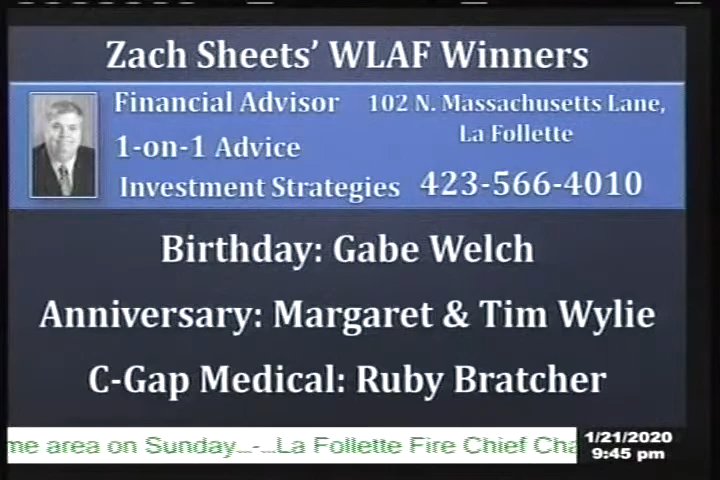 Zach Sheets’ WLAF Winners
Financial Advisor
102 N. Massachusetts Lane,
La Follette
1-on-1 Advice
Investment Strategies
423-566-4010
Birthday: Gabe Welch
Anniversary: Margaret & Tim Wylie
C-Gap Medical: Ruby Bratcher
me area on Sunday...-...La Follette Fire Chief Cha
1/21/2020
9:45 pm